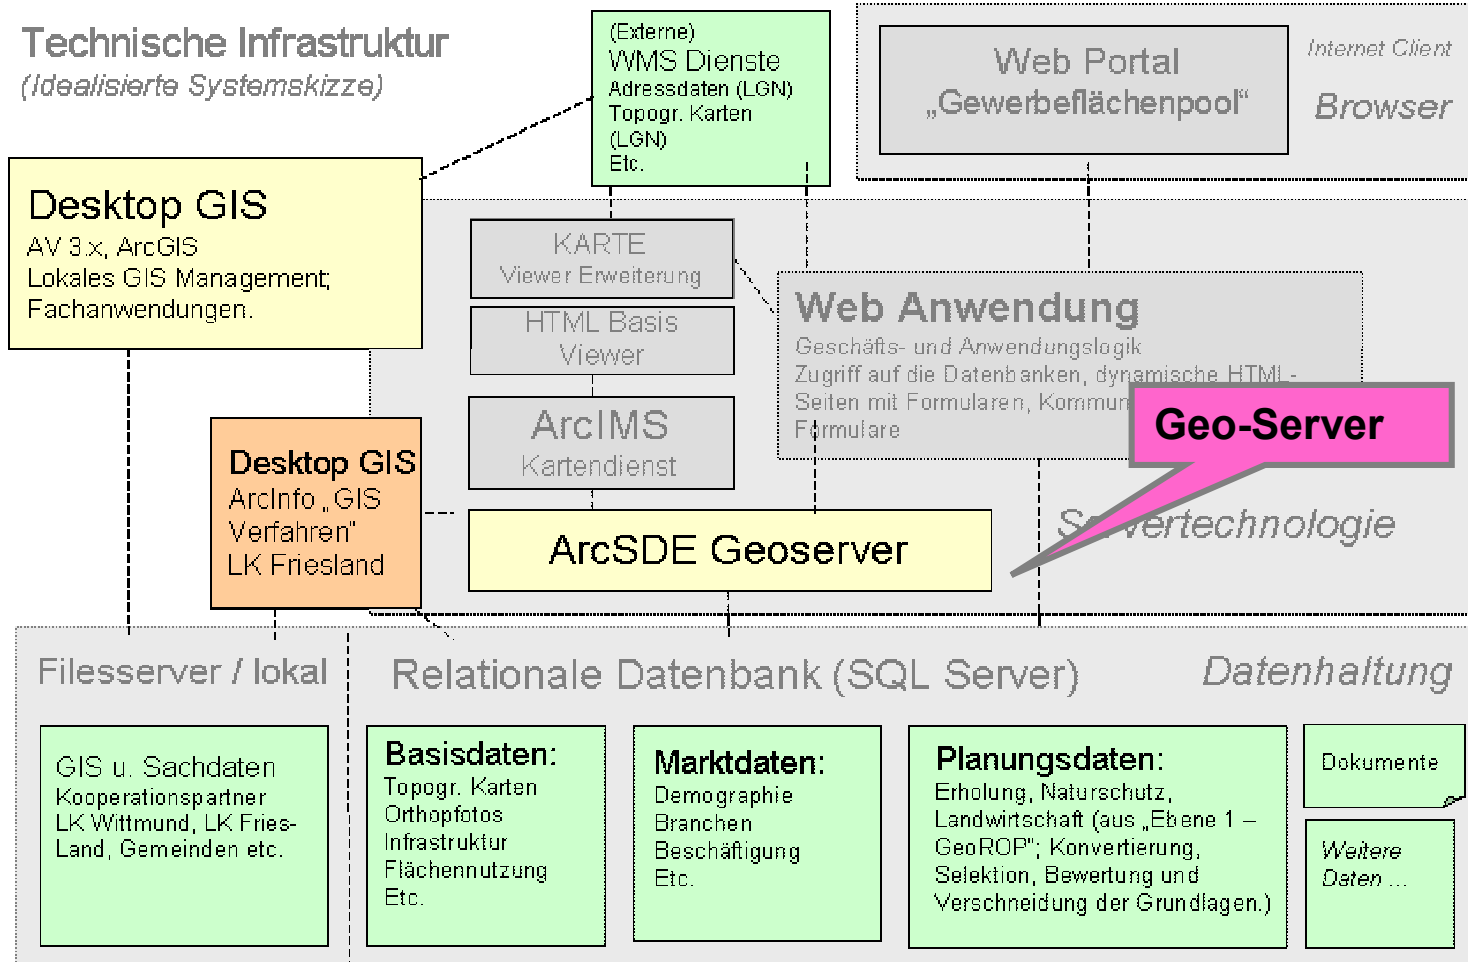 Technische Infrastruktur
(Idealisierte Systemskizze)
(Externe)
WMS Dienste
Adressdaten (LGN)
Topogr. Karten
(LGN)
Etc.
Web Portal
„Gewerbeflächenpool“
Internet Client
Browser
Desktop GIS
AV 3.x, ArcGIS
Lokales GIS Management;
Fachanwendungen.
KARTE
Viewer Erweiterung
HTML Basis
Viewer
ArcIMS
Kartendienst
Web Anwendung
Geschäfts- und Anwendungslogik
Zugriff auf die Datenbanken, dynamische HTML-
Seiten mit Formularen,
Formulare
Geo-Server
Desktop GIS
ArcInfo „GIS
Verfahren“
LK Friesland
ArcSDE Geoserver
Servertechnologie
Filesserver / lokal
Relationale Datenbank (SQL Server)
Datenhaltung
GIS u. Sachdaten
Kooperationspartner
LK Wittmund, LK Fries-
Land, Gemeinden etc.
Basisdaten:
Topogr. Karten
Orthopfotos
Infrastruktur
Flächennutzung
Etc.
Marktdaten:
Demographie
Branchen
Beschäftigung
Etc.
Planungsdaten:
Erholung, Naturschutz,
Landwirtschaft (aus „Ebene 1 –
GeoROP“; Konvertierung,
Selektion, Bewertung und
Verschneidung der Grundlagen.)
Dokumente
Weitere
Daten ...